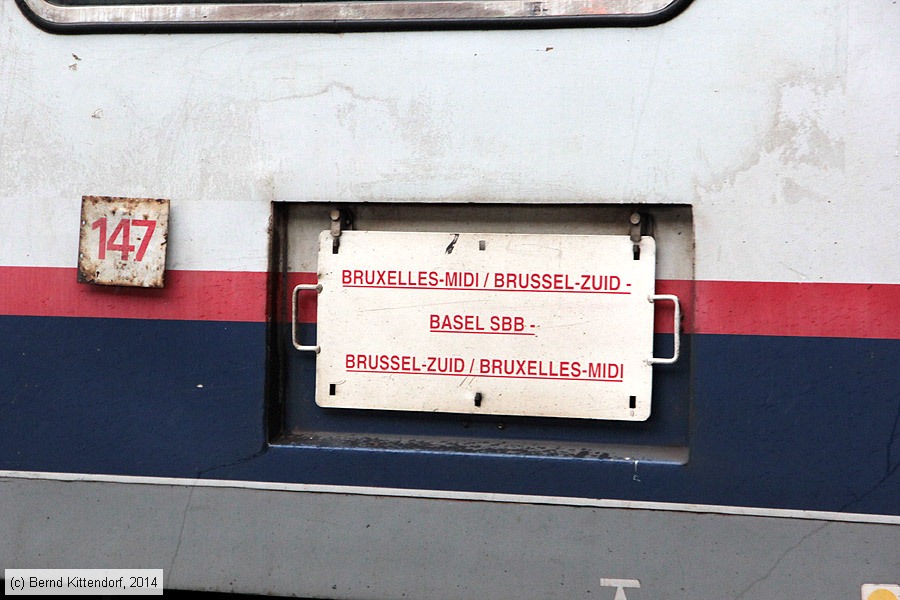 147
BRUXELLES-MIDI / BRUSSEL-ZUID -
BASEL SBB -
BRUSSEL-ZUID / BRUXELLES-MIDI
(c) Bernd Kittendorf, 2014